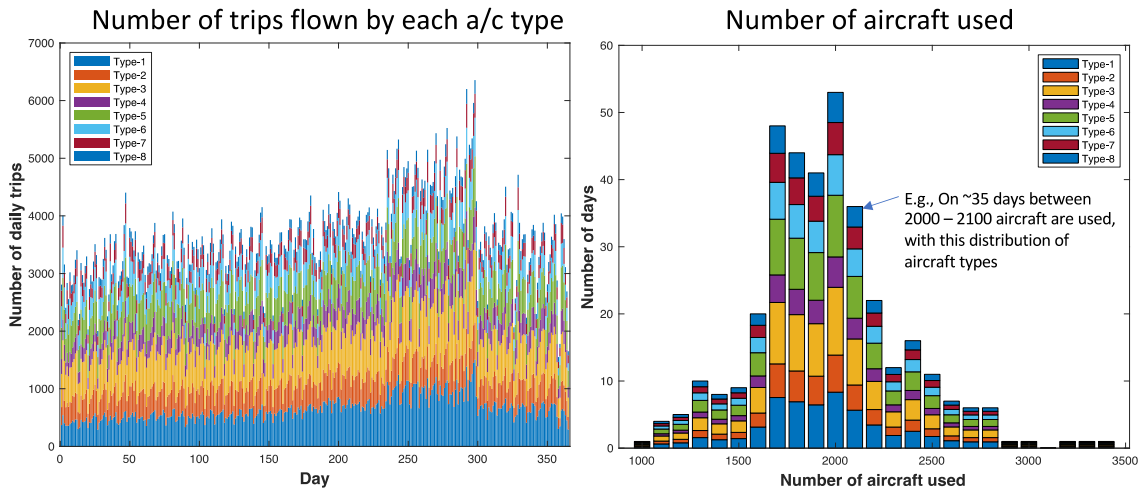 Number of trips flown by each a/c type
7000
6000
5000
4000
3000
2000
1000
0
Number of daily trips
Type-1
Type-2
Type-3
Type-4
Type-5
Type-6
Type-7
Type-8
0 50 100 150 200 250 300 350
Day
Number of aircraft used
60
50
40
30
20
10
0
Number of days
Type-1
Type-2
Type-3
Type-4
Type-5
Type-6
Type-7
Type-8
E.g., On ~35 days between
2000 – 2100 aircraft are used,
with this distribution of
aircraft types
1000 1500 2000 2500 3000 3500
Number of aircraft used